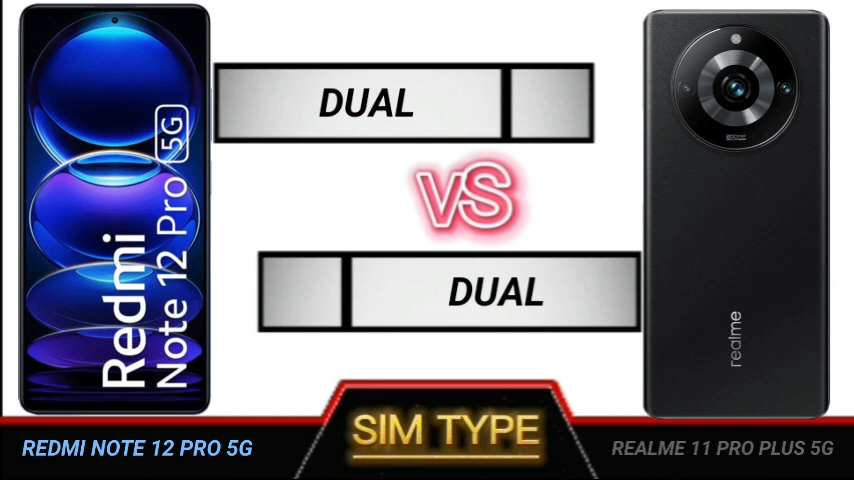 Redmi
Note 12 Pro 5G
DUAL
VS
DUAL
realme
SIM TYPE
REDMI NOTE 12 PRO 5G
REALME 11 PRO PLUS 5G